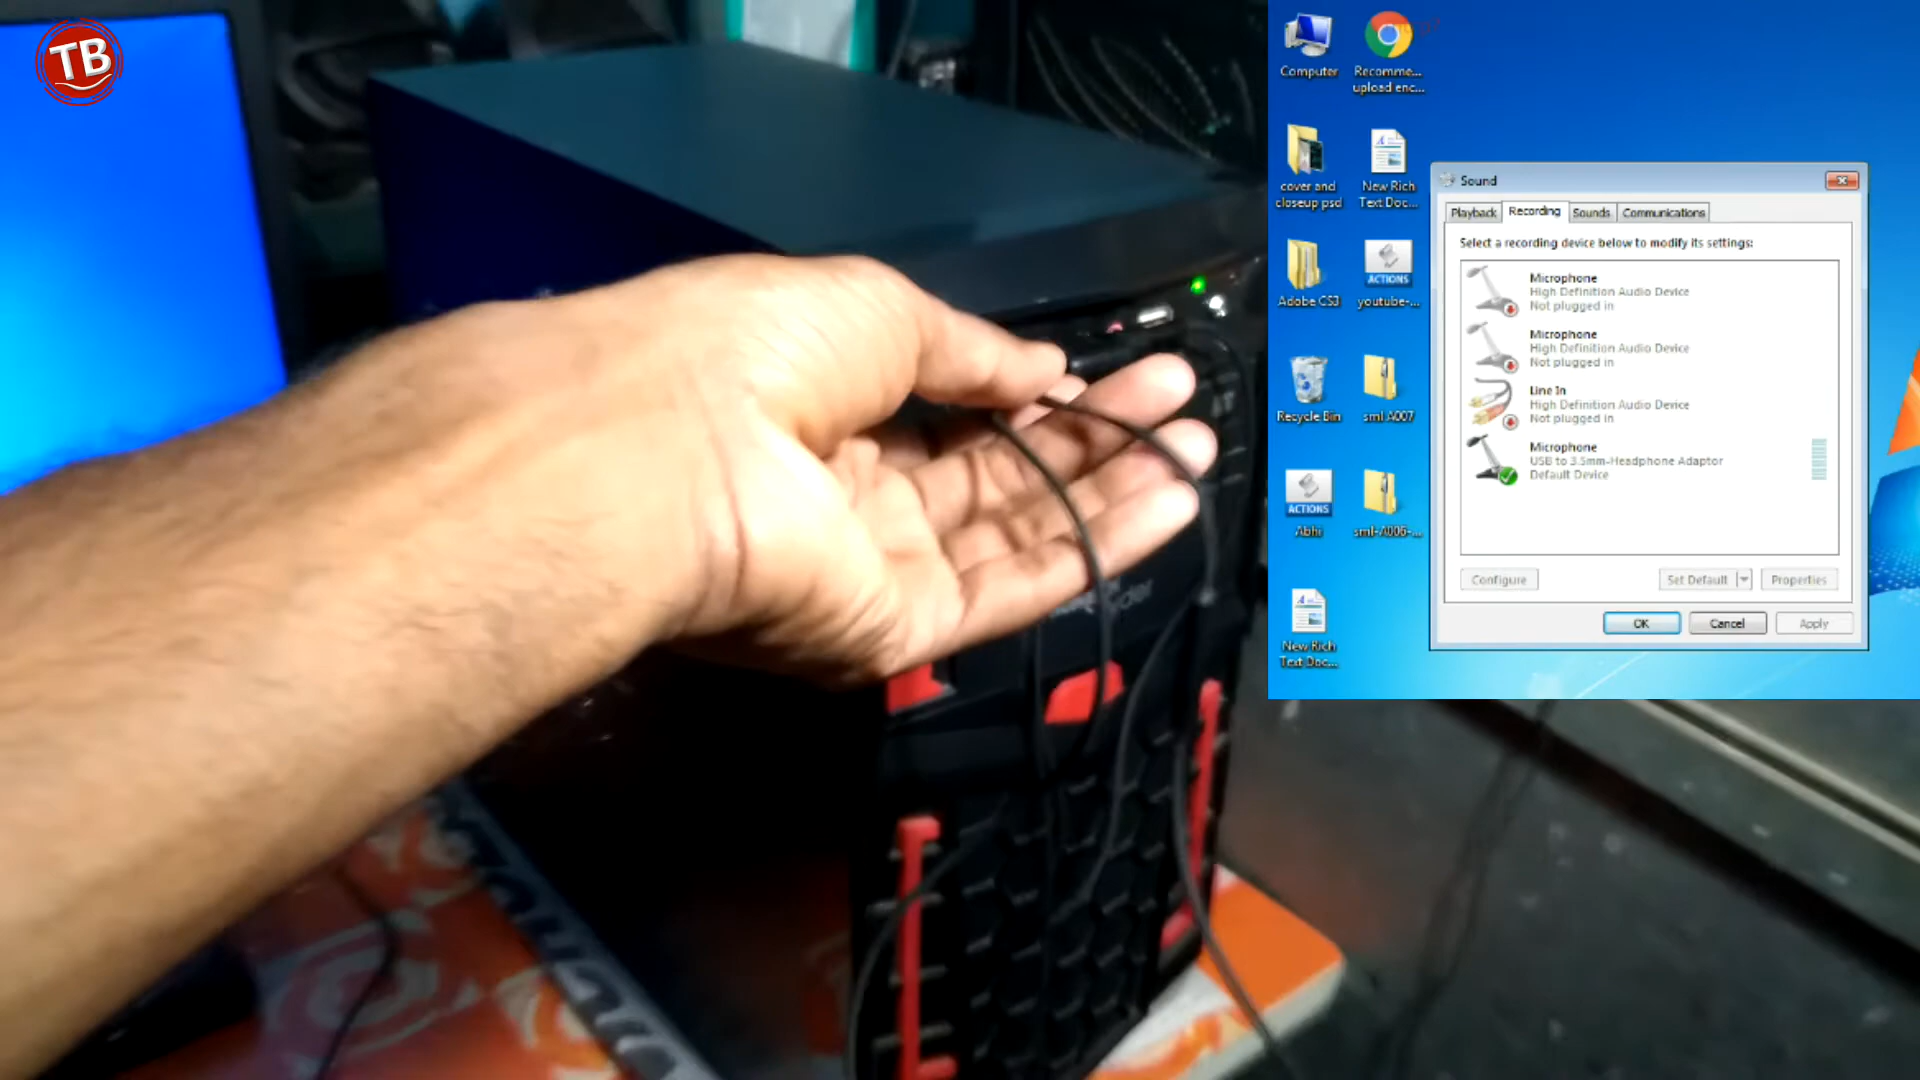 TB
Computer
Recomme...
upload enc...
cover and
closeup psd
New Rich
Text Doc...
Adobe CS3
ACTIONS
youtube-...
Recycle Bin
sml A007
ACTIONS
Abhi
sml-A006-...
New Rich
Text Doc...
Sound
Playback
Recording
Sounds
Communications
Select a recording device below to modify its settings:
Microphone
High Definition Audio Device
Not plugged in
Microphone
High Definition Audio Device
Not plugged in
Line In
High Definition Audio Device
Not plugged in
Microphone
USB to 3.5mm-Headphone Adaptor
Default Device
Configure
Set Default
Properties
OK
Cancel
Apply